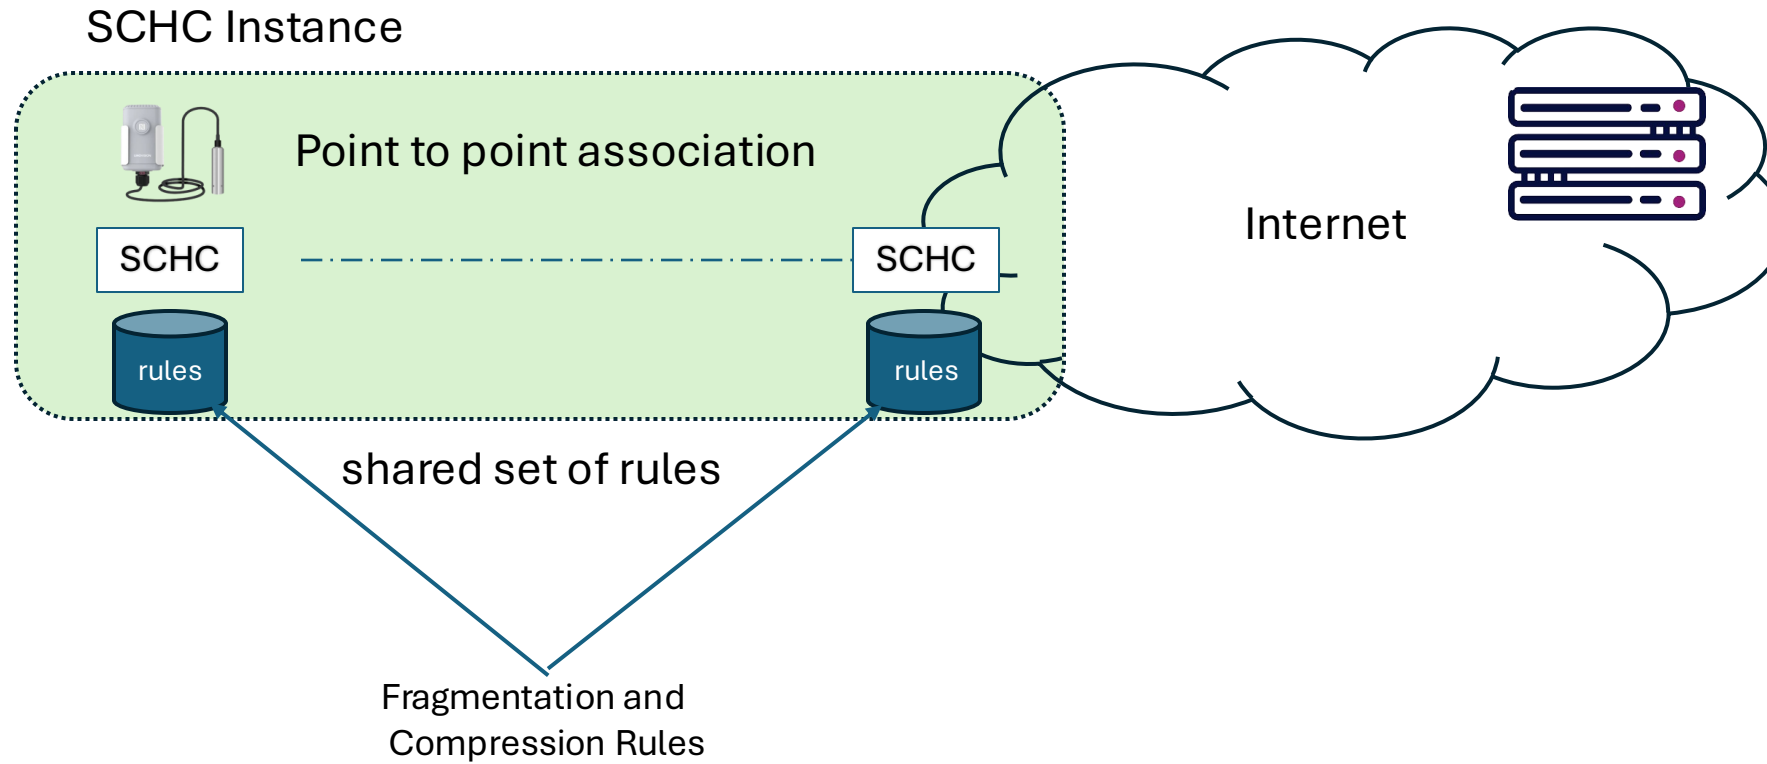 SCHC Instance
Point to point association
Internet
SCHC
SCHC
rules
rules
shared set of rules
Fragmentation and
Compression Rules